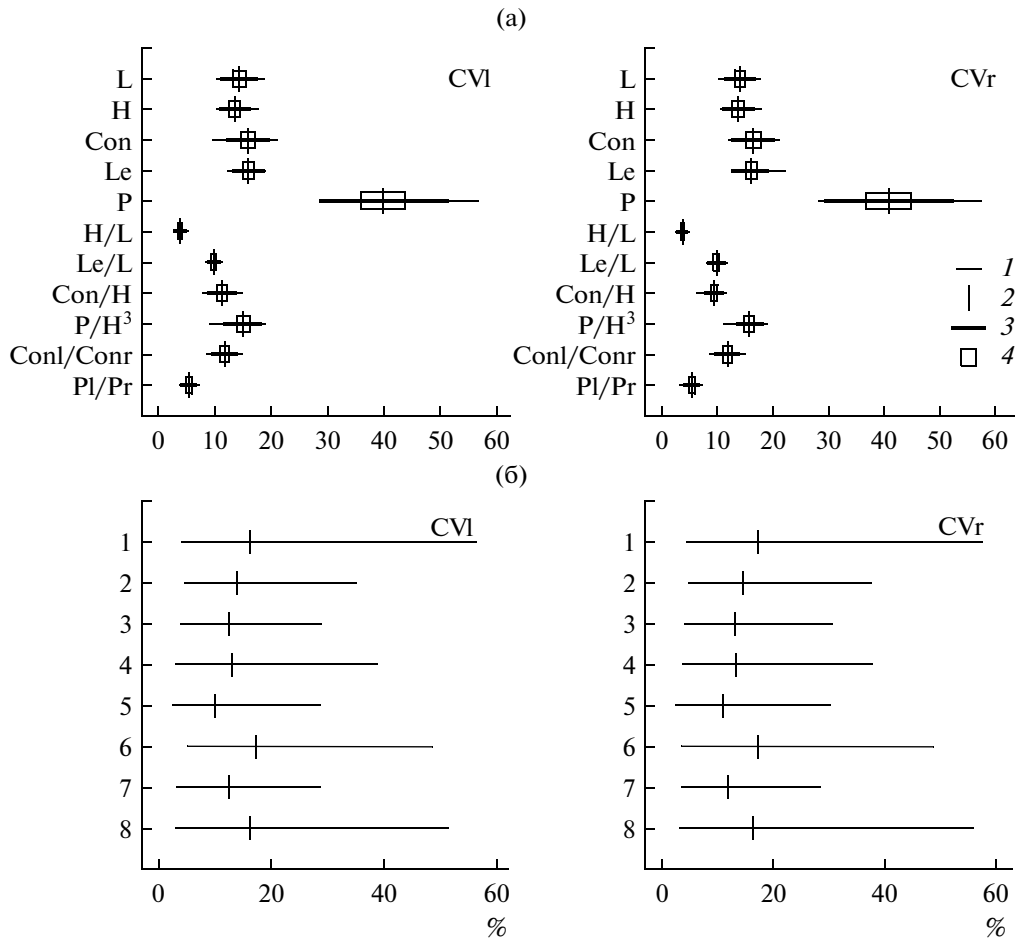 (а)
CVl
L
H
Con
Le
P
H/L
Le/L
Con/H
P/H³
Conl/Conr
Pl/Pr
0 10 20 30 40 50 60
CVr
L
H
Con
Le
P
H/L
Le/L
Con/H
P/H³
Conl/Conr
Pl/Pr
1
2
3
4
0 10 20 30 40 50 60
(б)
CVl
1
2
3
4
5
6
7
8
0 20 40 60
%
CVr
1
2
3
4
5
6
7
8
0 20 40 60
%